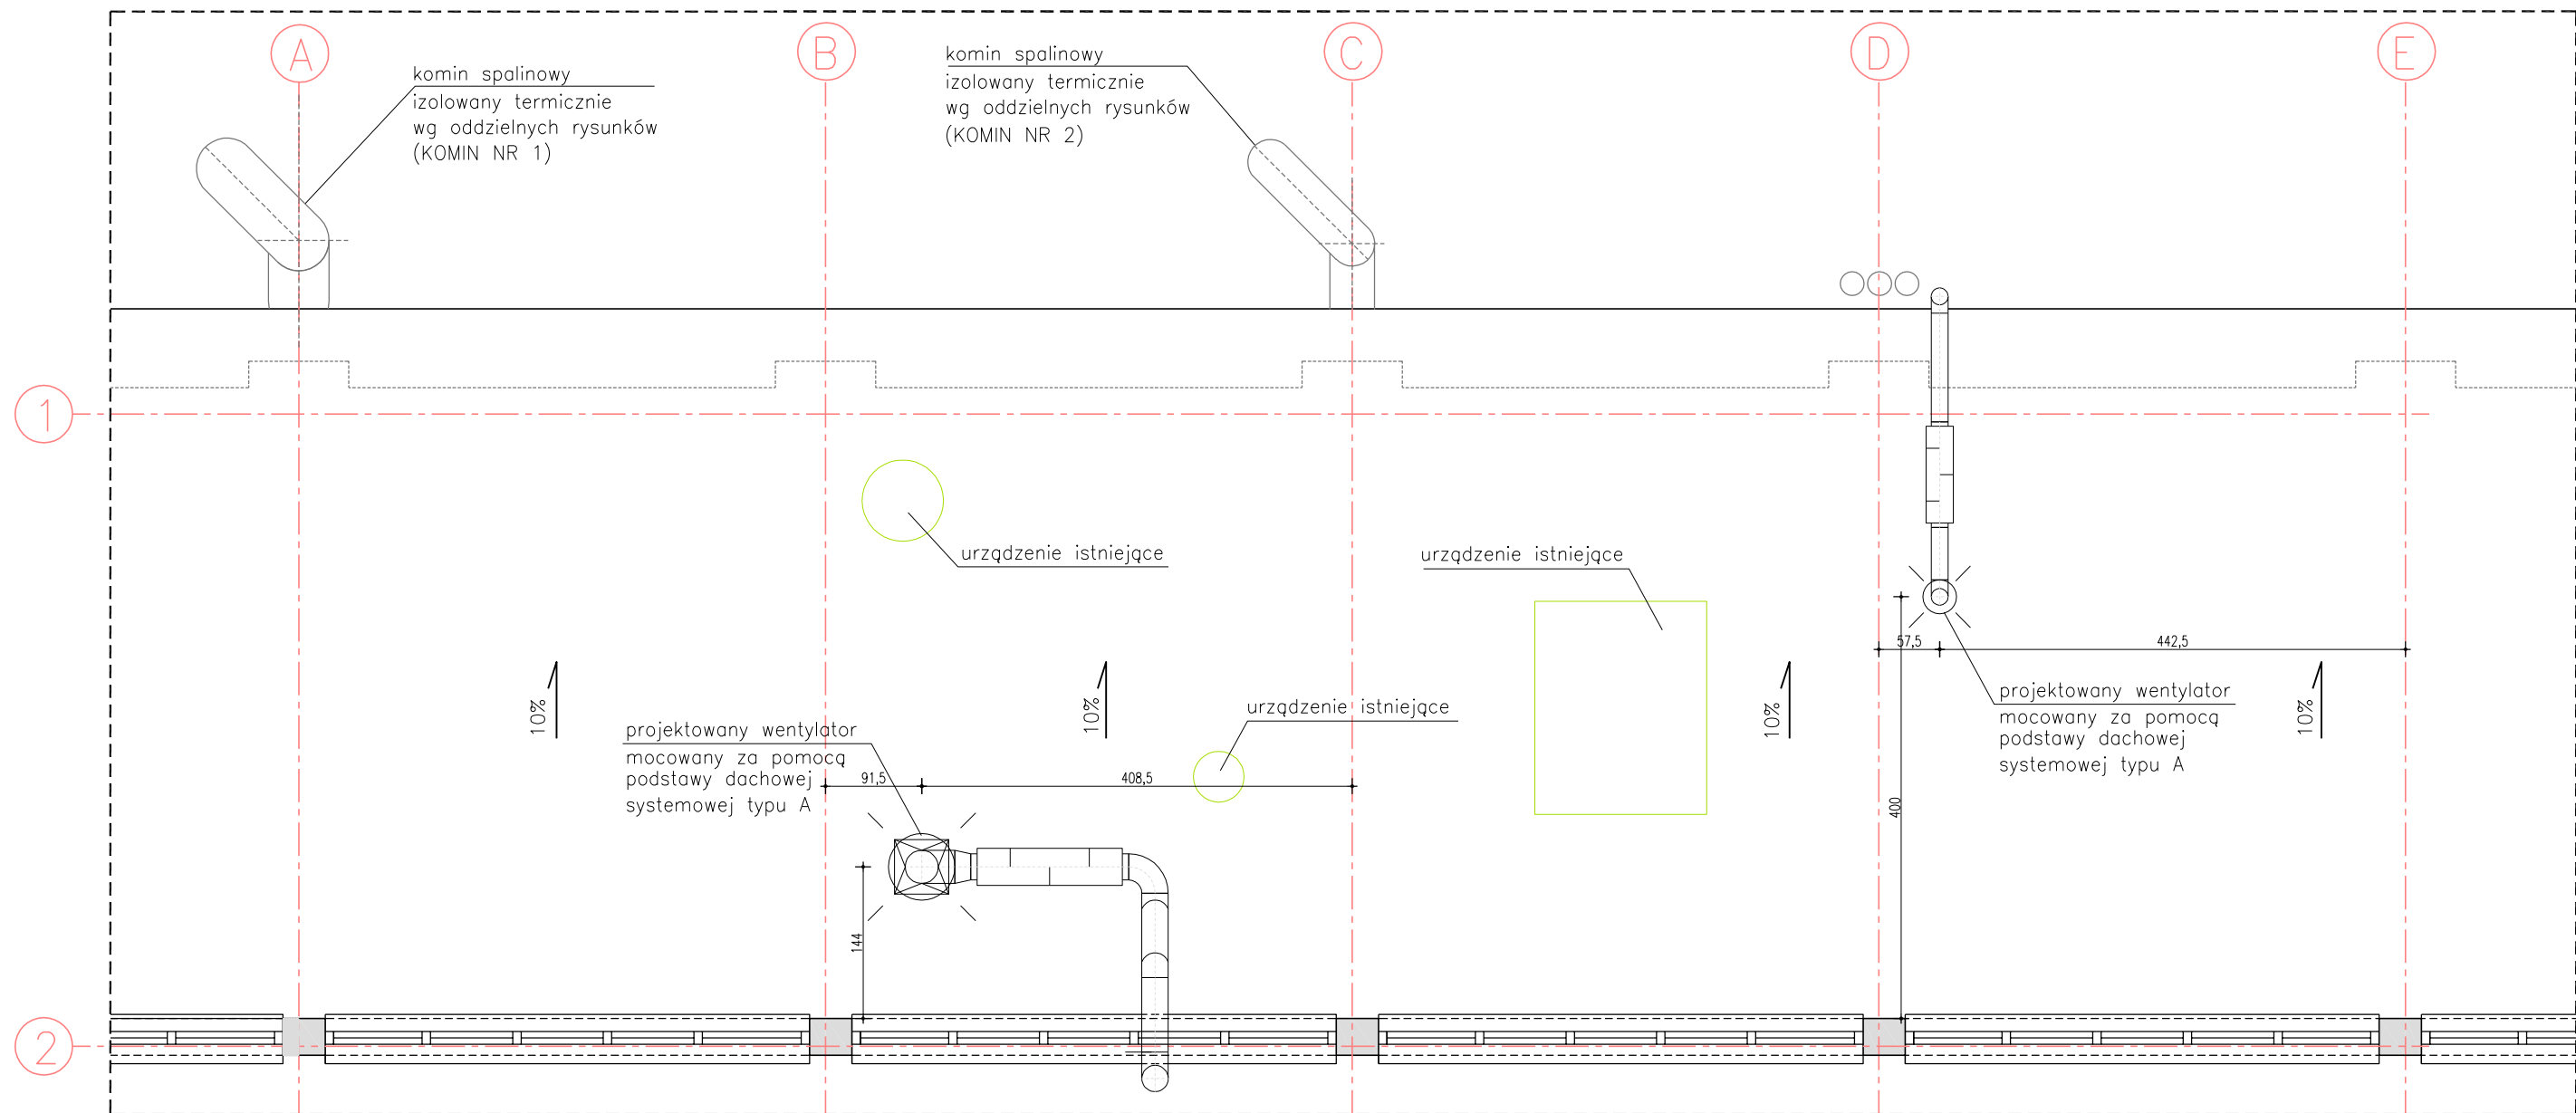 A
B
C
D
E
komin spalinowy
izolowany termicznie
wg oddzielnych rysunków
(KOMIN NR 1)
komin spalinowy
izolowany termicznie
wg oddzielnych rysunków
(KOMIN NR 2)
1
urządzenie istniejące
urządzenie istniejące
57,5
442,5
10%
10%
10%
10%
projektowany wentylator
mocowany za pomocą
podstawy dachowej
systemowej typu A
urządzenie istniejące
projektowany wentylator
mocowany za pomocą
podstawy dachowej
systemowej typu A
91,5
408,5
400
144
2